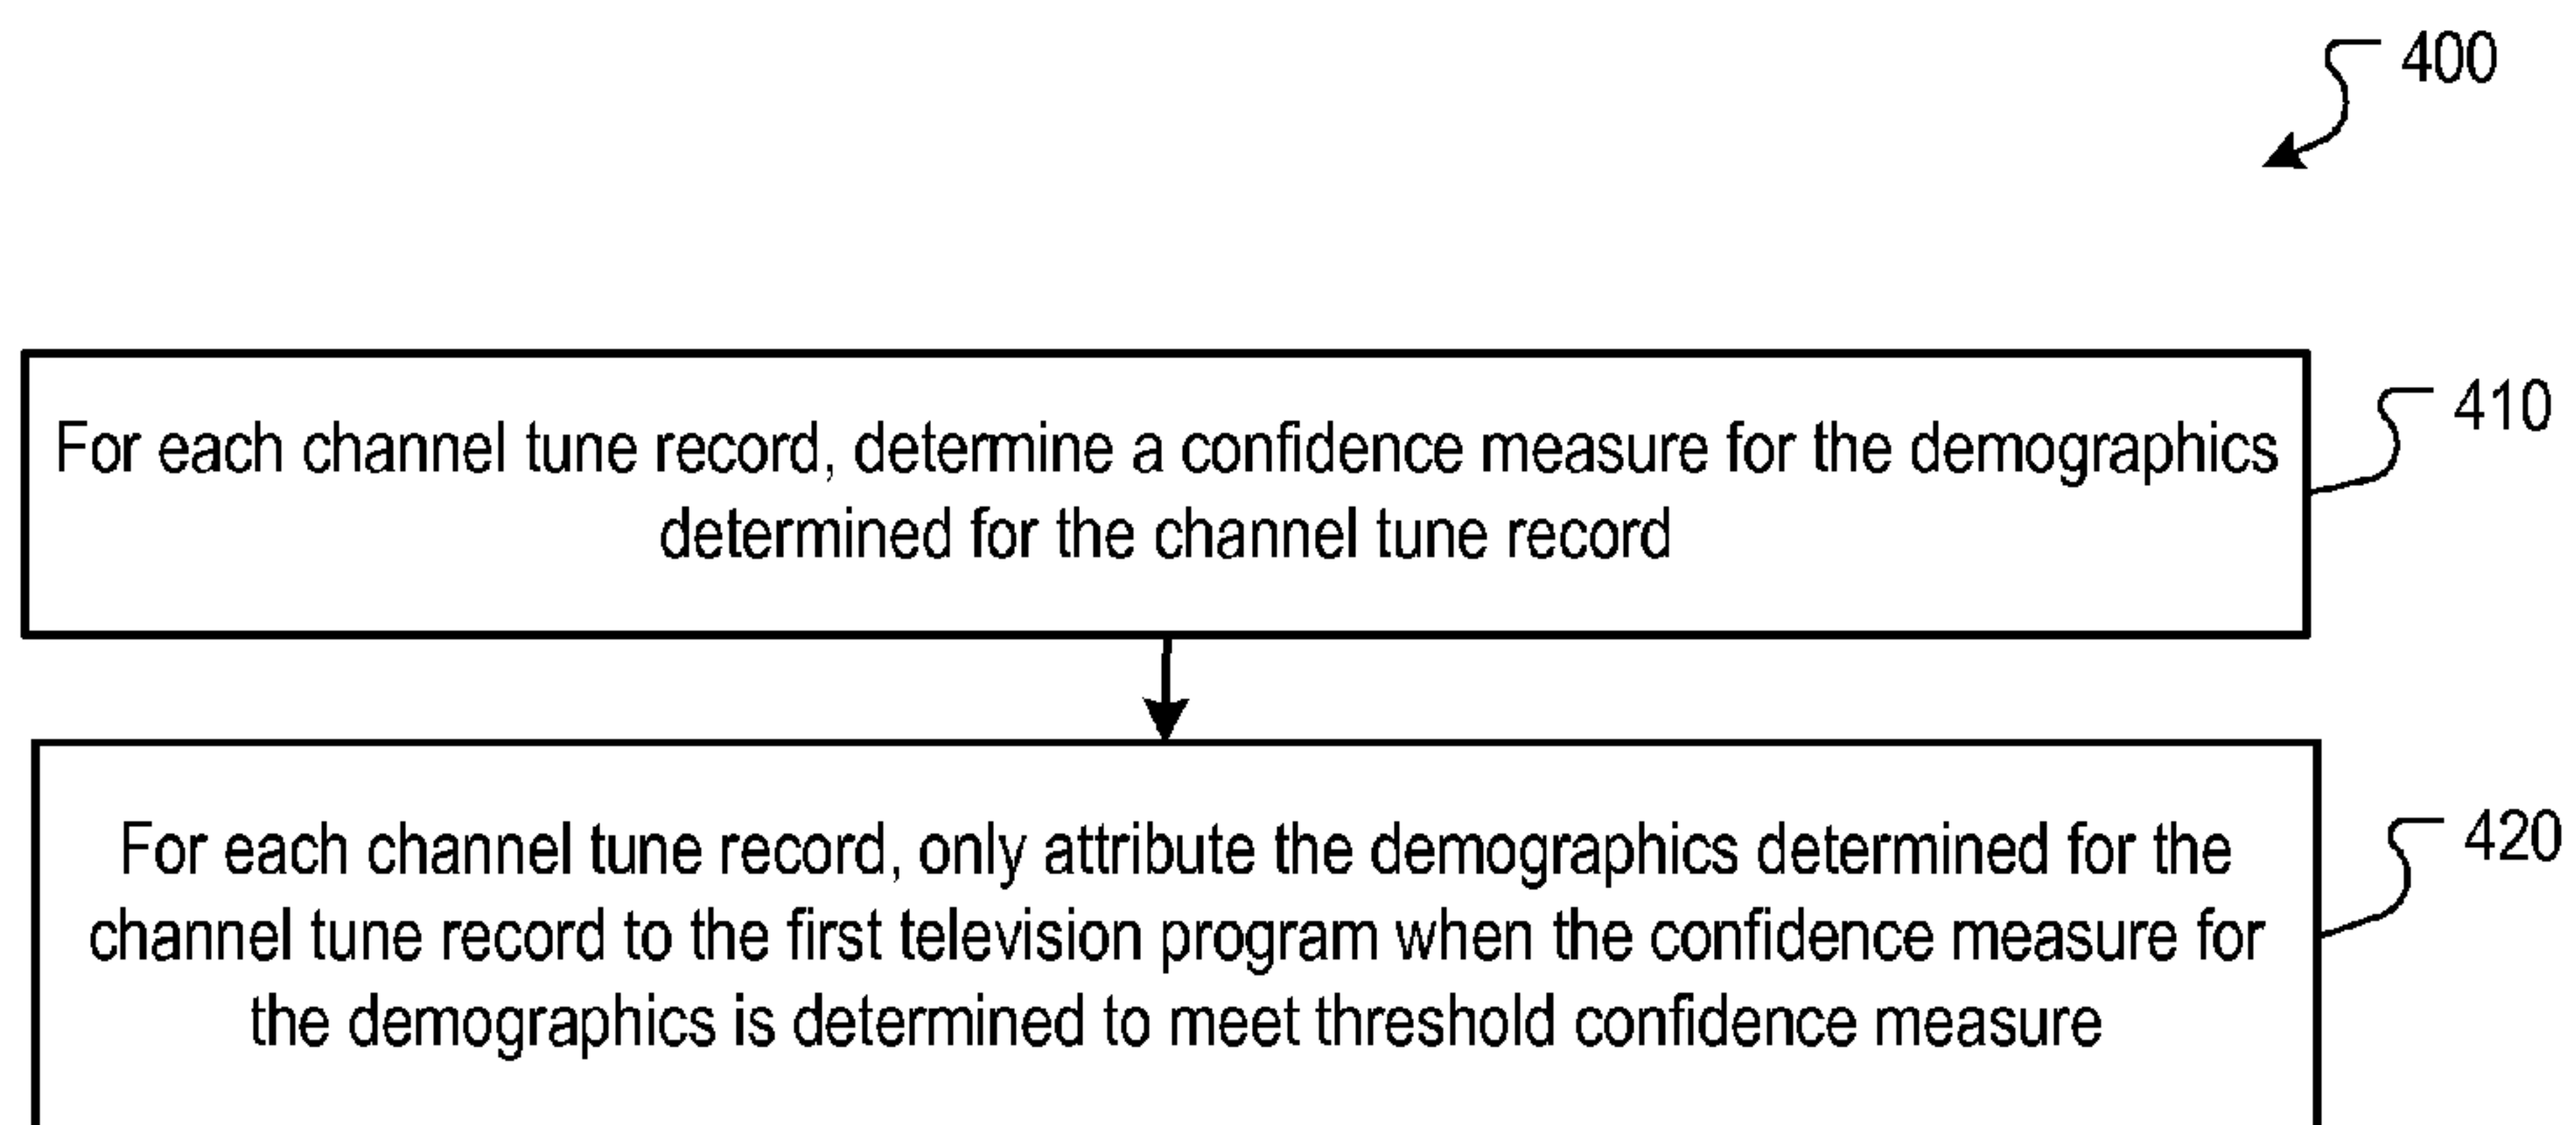 400
For each channel tune record, determine a confidence measure for the demographics
determined for the channel tune record
410
For each channel tune record, only attribute the demographics determined for the
channel tune record to the first television program when the confidence measure for
the demographics is determined to meet threshold confidence measure
420